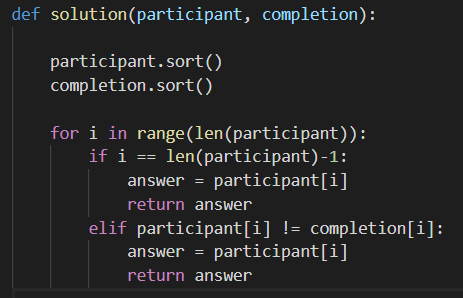 def solution(participant, completion):
participant.sort()
completion.sort()
for i in range(len(participant)):
if i == len(participant)-1:
answer = participant[i]
return answer
elif participant[i] != completion[i]:
answer = participant[i]
return answer